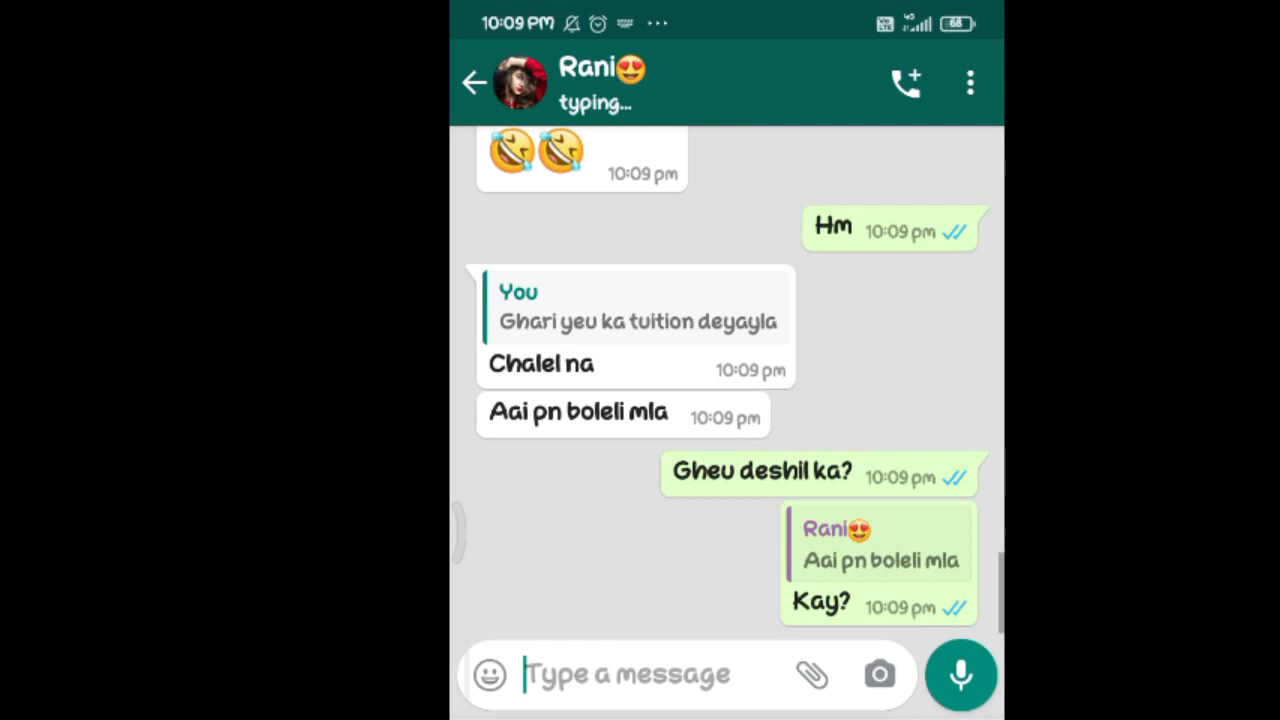 10:09 PM
4G
68
Rani😍
typing...
🤣🤣
10:09 pm
Hm 10:09 pm
You
Ghari yeu ka tuition deyayla
Chalel na 10:09 pm
Aai pn boleli mla 10:09 pm
Gheu deshil ka? 10:09 pm
Rani😍
Aai pn boleli mla
Kay? 10:09 pm
Type a message